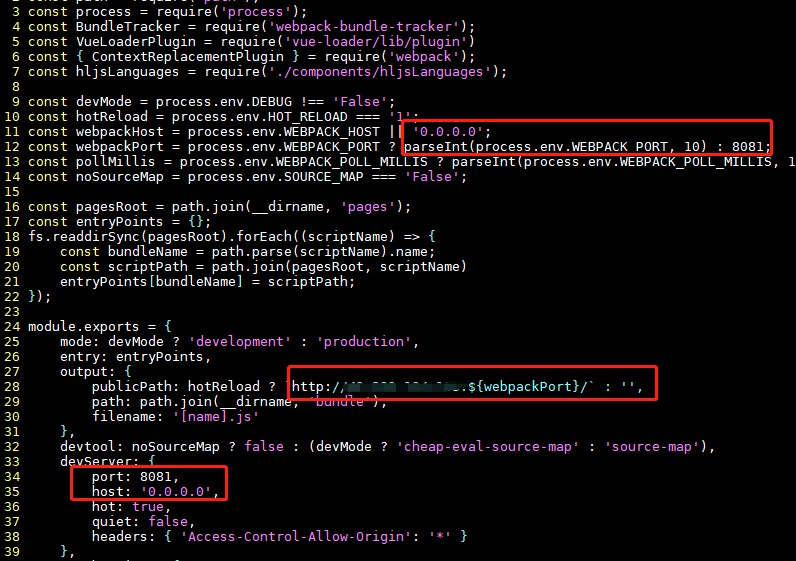 3 const process = require('process');
4 const BundleTracker = require('webpack-bundle-tracker');
5 const VueLoaderPlugin = require('vue-loader/lib/plugin')
6 const { ContextReplacementPlugin } = require('webpack');
7 const hljsLanguages = require('./components/hljsLanguages');
8
9 const devMode = process.env.DEBUG !== 'False';
10 const hotReload = process.env.HOT_RELOAD === '1';
11 const webpackHost = process.env.WEBPACK_HOST || '0.0.0.0';
12 const webpackPort = process.env.WEBPACK_PORT ? parseInt(process.env.WEBPACK_PORT, 10) : 8081;
13 const pollMillis = process.env.WEBPACK_POLL_MILLIS ? parseInt(process.env.WEBPACK_POLL_MILLIS, 1
14 const noSourceMap = process.env.SOURCE_MAP === 'False';
15
16 const pagesRoot = path.join(__dirname, 'pages');
17 const entryPoints = {};
18 fs.readdirSync(pagesRoot).forEach((scriptName) => {
19     const bundleName = path.parse(scriptName).name;
20     const scriptPath = path.join(pagesRoot, scriptName)
21     entryPoints[bundleName] = scriptPath;
22 });
23
24 module.exports = {
25     mode: devMode ? 'development' : 'production',
26     entry: entryPoints,
27     output: {
28         publicPath: hotReload ? `http:// ${webpackPort}/` : '',
29         path: path.join(__dirname, 'bundle'),
30         filename: '[name].js'
31     },
32     devtool: noSourceMap ? false : (devMode ? 'cheap-eval-source-map' : 'source-map'),
33     devServer: {
34         port: 8081,
35         host: '0.0.0.0',
36         hot: true,
37         quiet: false,
38         headers: { 'Access-Control-Allow-Origin': '*' }
39     },